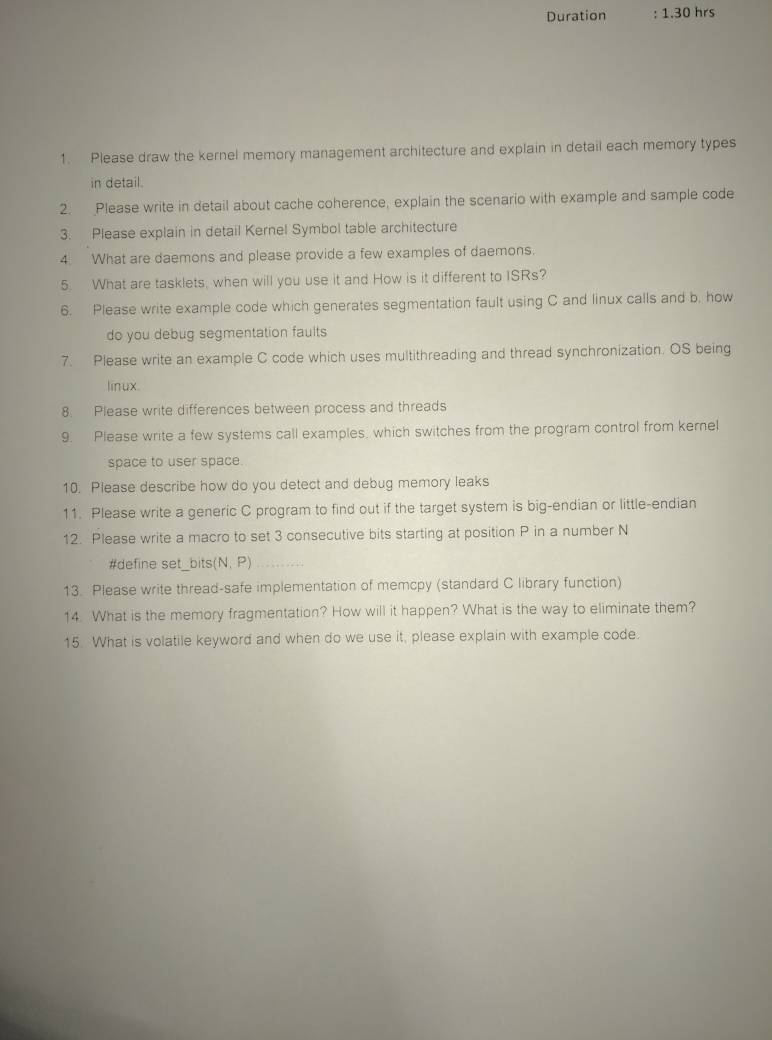 Duration : 1.30 hrs
1. Please draw the kernel memory management architecture and explain in detail each memory types
in detail.
2. Please write in detail about cache coherence, explain the scenario with example and sample code
3. Please explain in detail Kernel Symbol table architecture
4. What are daemons and please provide a few examples of daemons.
5. What are tasklets, when will you use it and How is it different to ISRs?
6. Please write example code which generates segmentation fault using C and linux calls and b. how
do you debug segmentation faults
7. Please write an example C code which uses multithreading and thread synchronization. OS being
linux.
8. Please write differences between process and threads
9. Please write a few systems call examples, which switches from the program control from kernel
space to user space.
10. Please describe how do you detect and debug memory leaks
11. Please write a generic C program to find out if the target system is big-endian or little-endian
12. Please write a macro to set 3 consecutive bits starting at position P in a number N
#define set_bits(N, P) ..........
13. Please write thread-safe implementation of memcpy (standard C library function)
14. What is the memory fragmentation? How will it happen? What is the way to eliminate them?
15. What is volatile keyword and when do we use it, please explain with example code.